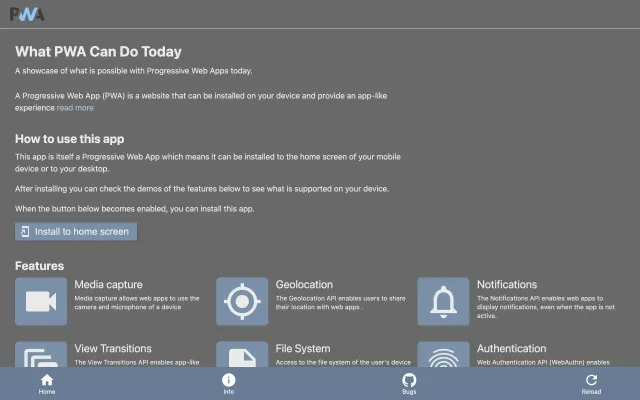 PWA
What PWA Can Do Today
A showcase of what is possible with Progressive Web Apps today.
A Progressive Web App (PWA) is a website that can be installed on your device and provide an app-like
experience read more
How to use this app
This app is itself a Progressive Web App which means it can be installed to the home screen of your mobile
device or to your desktop.
After installing you can check the demos of the features below to see what is supported on your device.
When the button below becomes enabled, you can install this app.
Install to home screen
Features
Media capture
Media capture allows web apps to use the
camera and microphone of a device
Geolocation
The Geolocation API enables users to share
their location with web apps .
Notifications
The Notifications API enables web apps to
display notifications, even when the app is not
active.
View Transitions
The View Transitions API enables app-like
File System
Access to the file system of the user's device
Authentication
Web Authentication API (WebAuthn) enables
Home
Info
Bugs
Reload